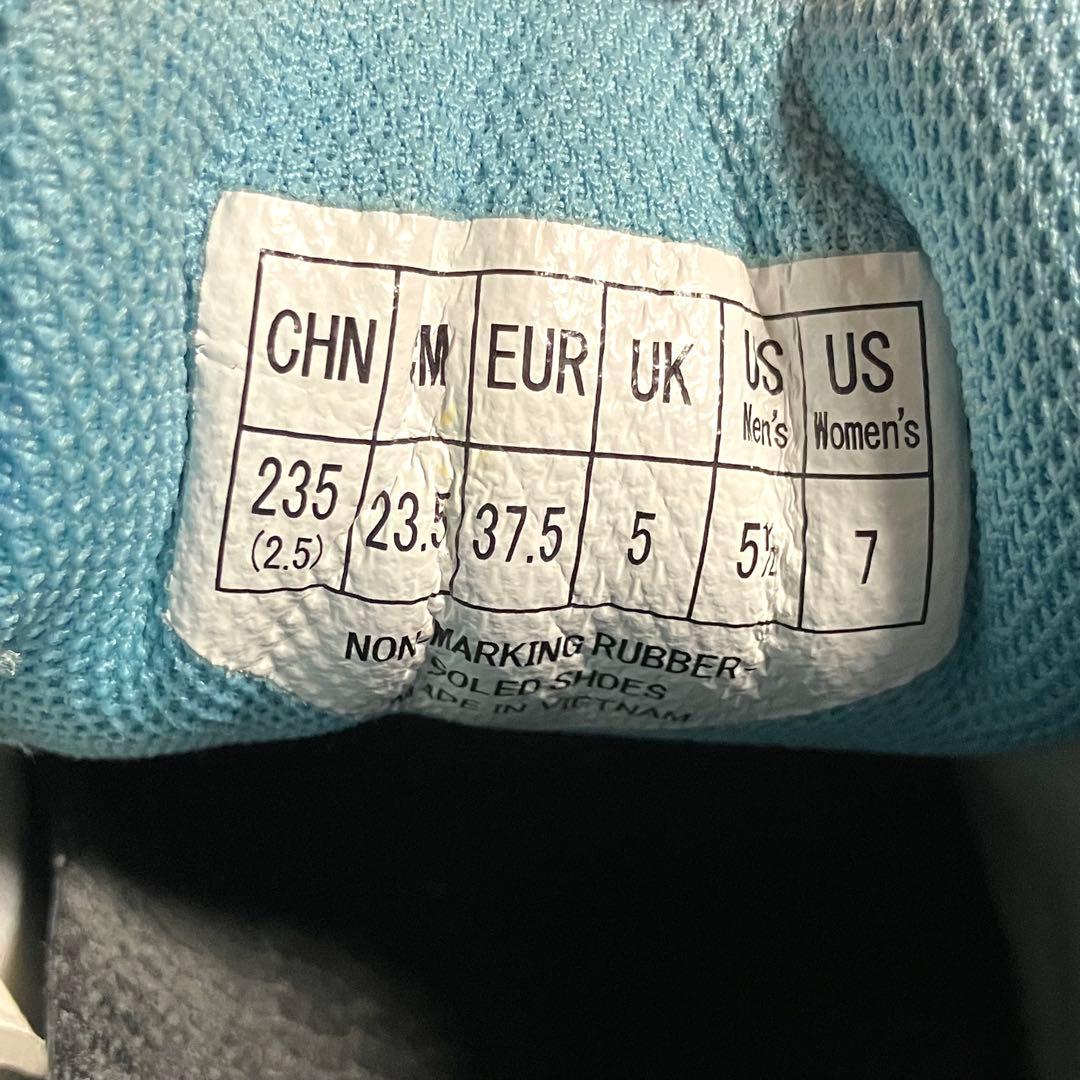 CHN CM EUR UK US Men's US Women's
235 (2.5) 23.5 37.5 5 5½ 7
NON-MARKING RUBBER-
SOLED SHOES
MADE IN VIETNAM